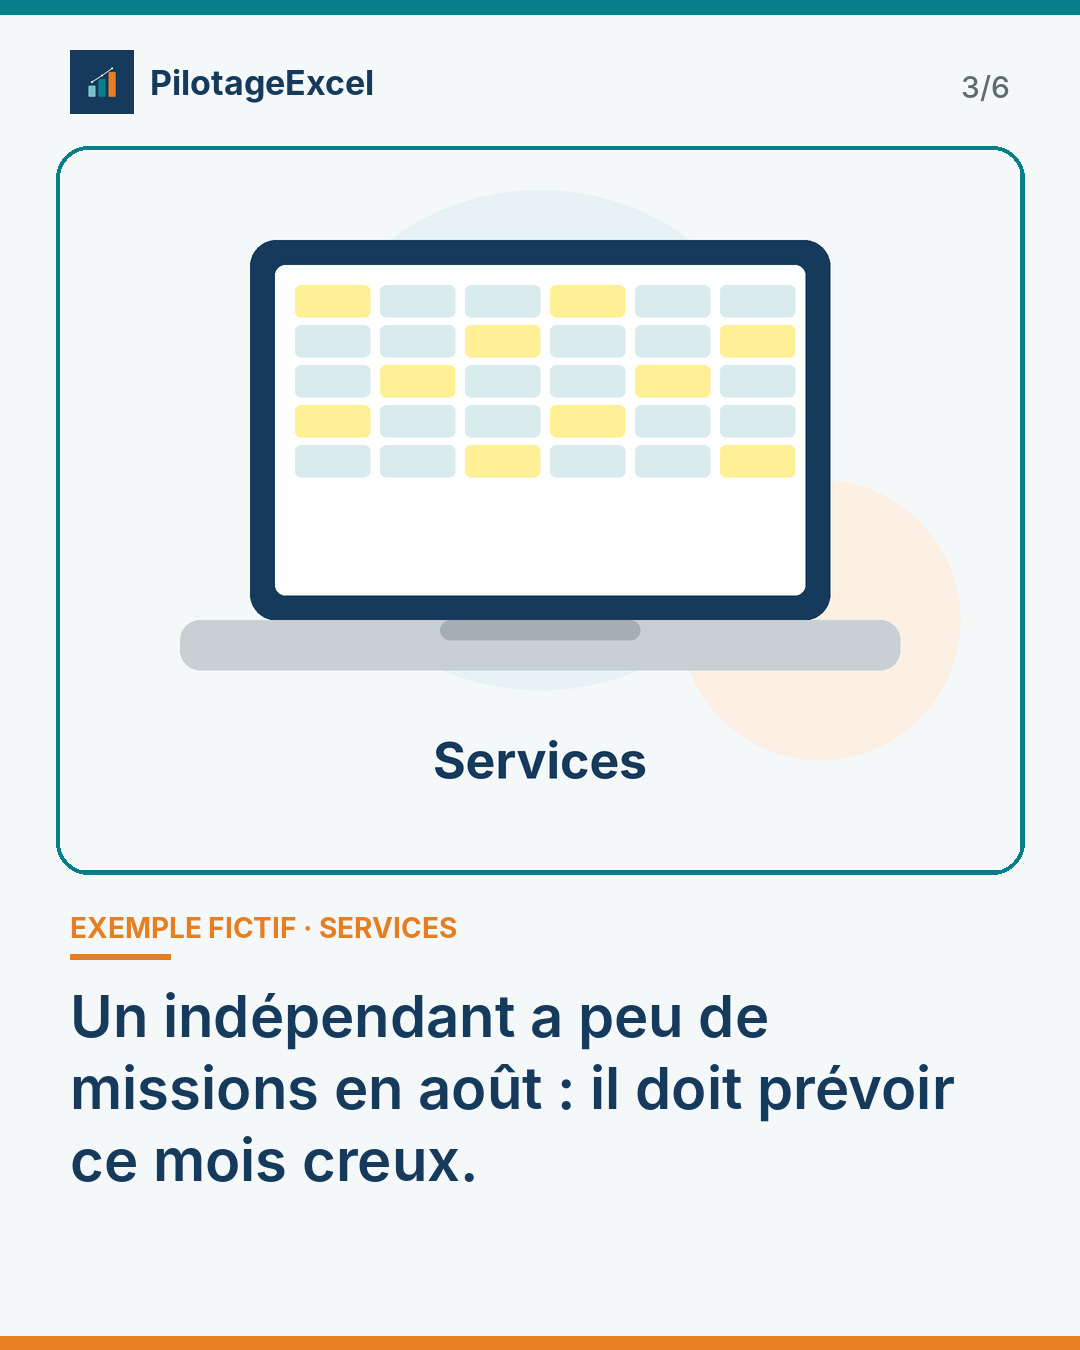 PilotageExcel
3/6
Services
EXEMPLE FICTIF · SERVICES
Un indépendant a peu de
missions en août : il doit prévoir
ce mois creux.